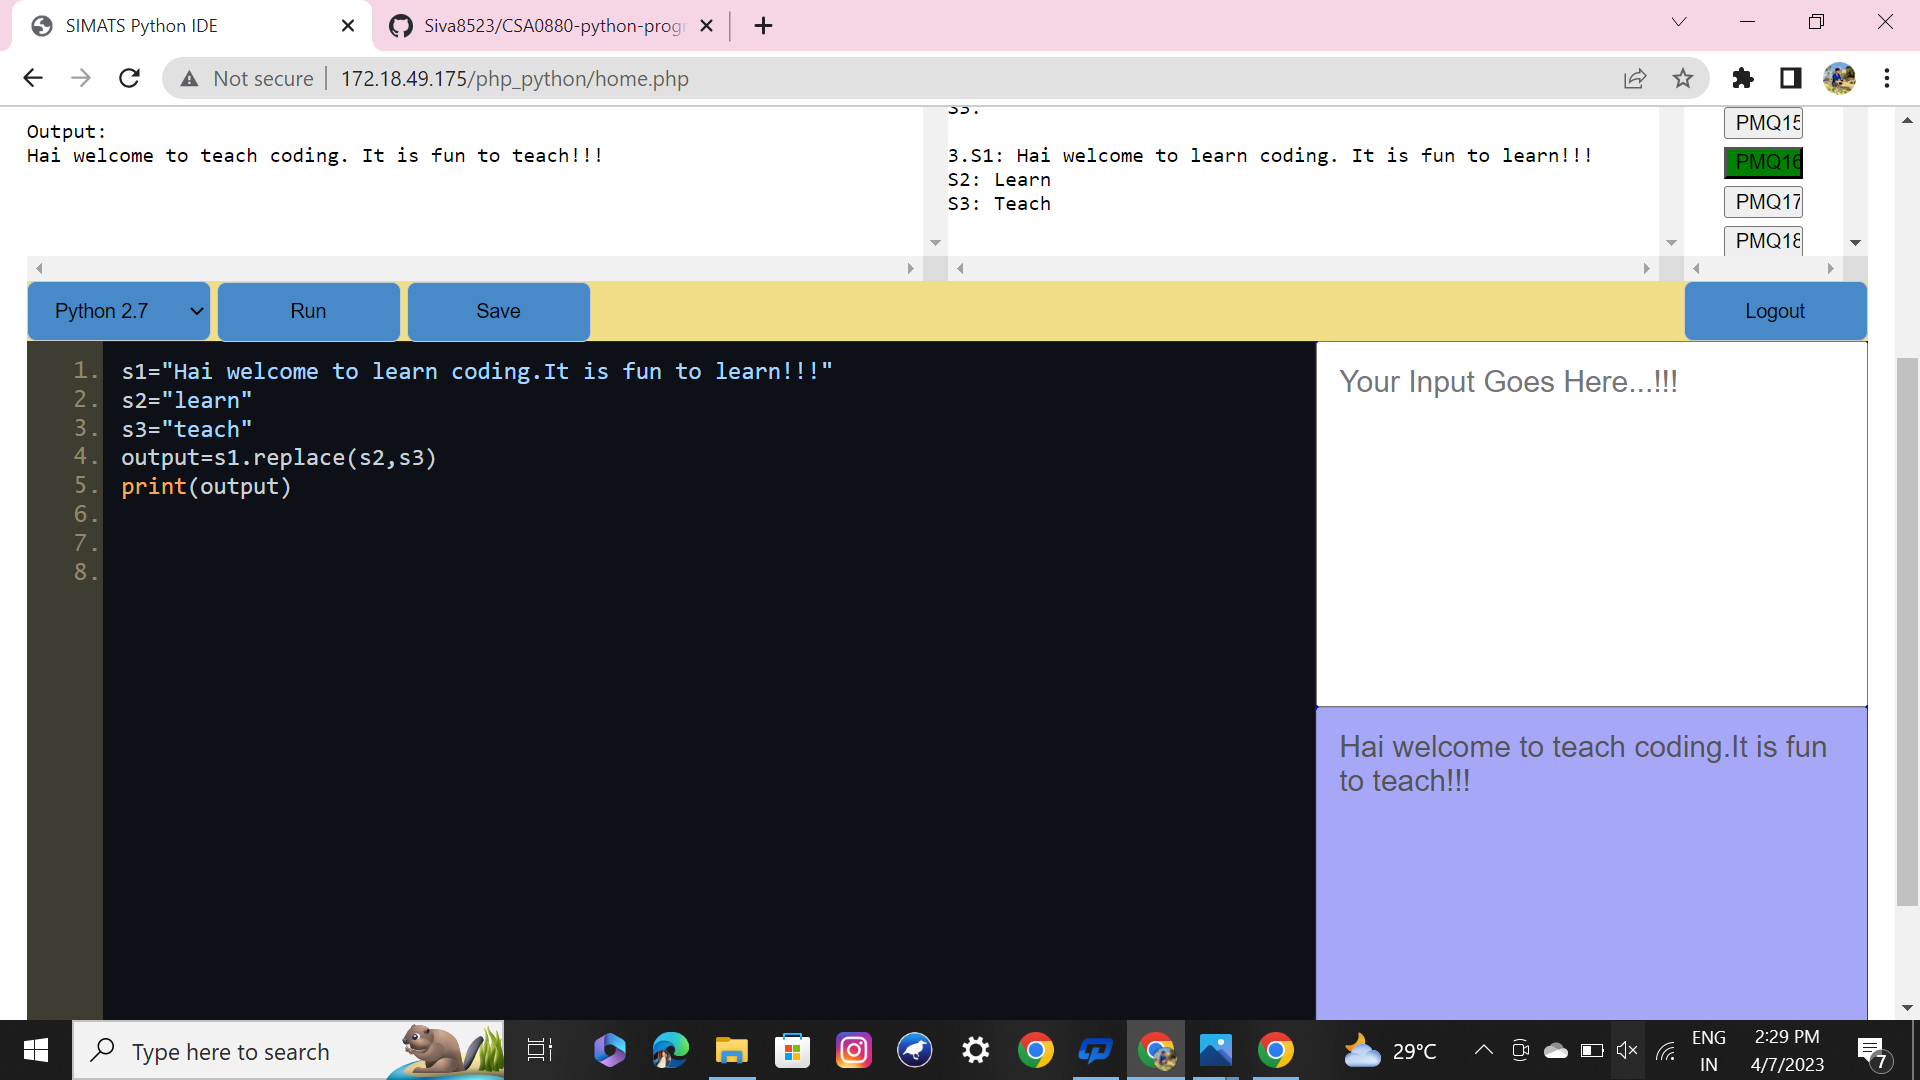 SIMATS Python IDE
Siva8523/CSA0880-python-progr
Not secure
172.18.49.175/php_python/home.php
Output:
Hai welcome to teach coding. It is fun to teach!!!
S3:
3.S1: Hai welcome to learn coding. It is fun to learn!!!
S2: Learn
S3: Teach
PMQ15
PMQ16
PMQ17
PMQ18
Python 2.7
Run
Save
Logout
1. s1="Hai welcome to learn coding.It is fun to learn!!!"
2. s2="learn"
3. s3="teach"
4. output=s1.replace(s2,s3)
5. print(output)
6.
7.
8.
Your Input Goes Here...!!!
Hai welcome to teach coding.It is fun
to teach!!!
Type here to search
29°C
ENG
IN
2:29 PM
4/7/2023
7